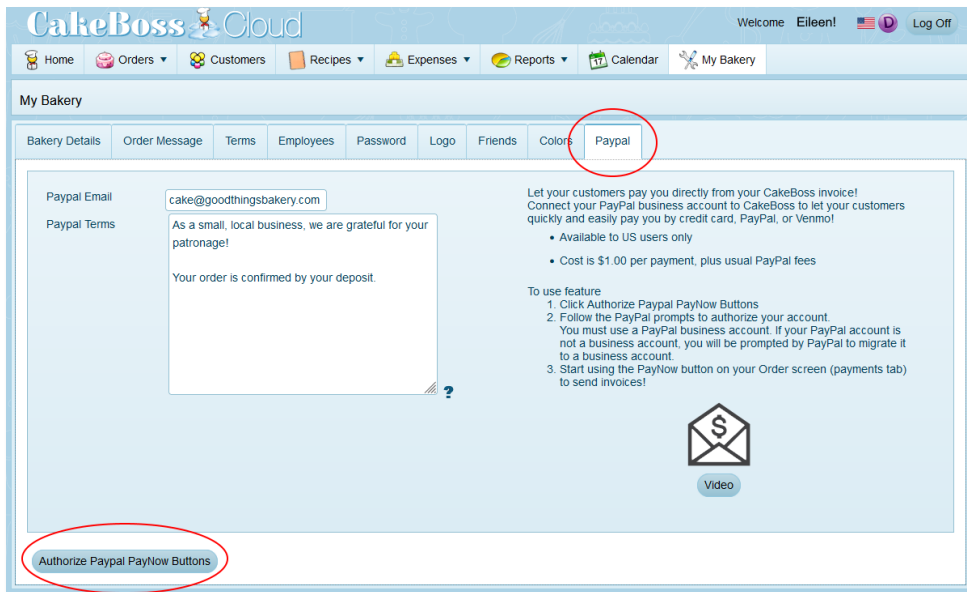 CakeBoss Cloud
Welcome Eileen! D Log Off
Home Orders Customers Recipes Expenses Reports 17 Calendar My Bakery
My Bakery
Bakery Details Order Message Terms Employees Password Logo Friends Colors Paypal
Paypal Email cake@goodthingsbakery.com
Paypal Terms
As a small, local business, we are grateful for your
patronage!
Your order is confirmed by your deposit.
?
Let your customers pay you directly from your CakeBoss invoice!
Connect your PayPal business account to CakeBoss to let your customers
quickly and easily pay you by credit card, PayPal, or Venmo!
• Available to US users only
• Cost is $1.00 per payment, plus usual PayPal fees
To use feature
1. Click Authorize Paypal PayNow Buttons
2. Follow the PayPal prompts to authorize your account.
You must use a PayPal business account. If your PayPal account is
not a business account, you will be prompted by PayPal to migrate it
to a business account.
3. Start using the PayNow button on your Order screen (payments tab)
to send invoices!
$
Video
Authorize Paypal PayNow Buttons